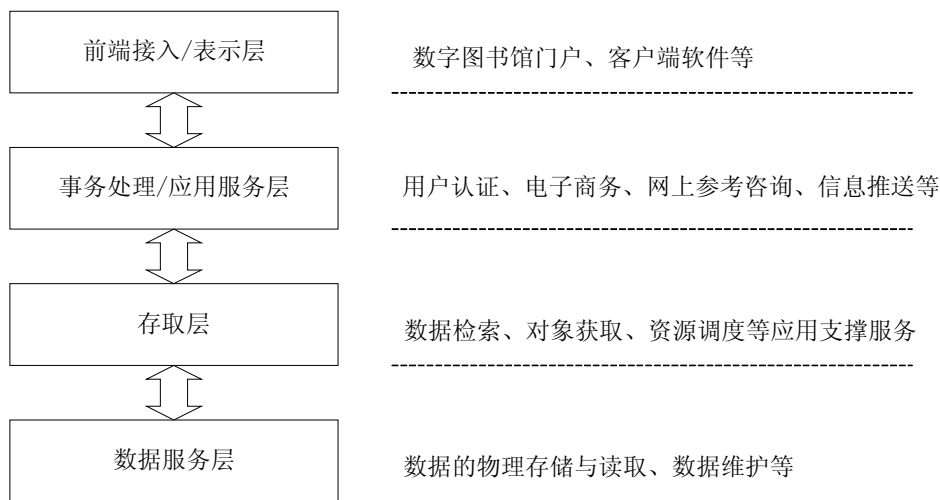 前端接入/表示层
数字图书馆门户、客户端软件等
事务处理/应用服务层
用户认证、电子商务、网上参考咨询、信息推送等
存取层
数据检索、对象获取、资源调度等应用支撑服务
数据服务层
数据的物理存储与读取、数据维护等